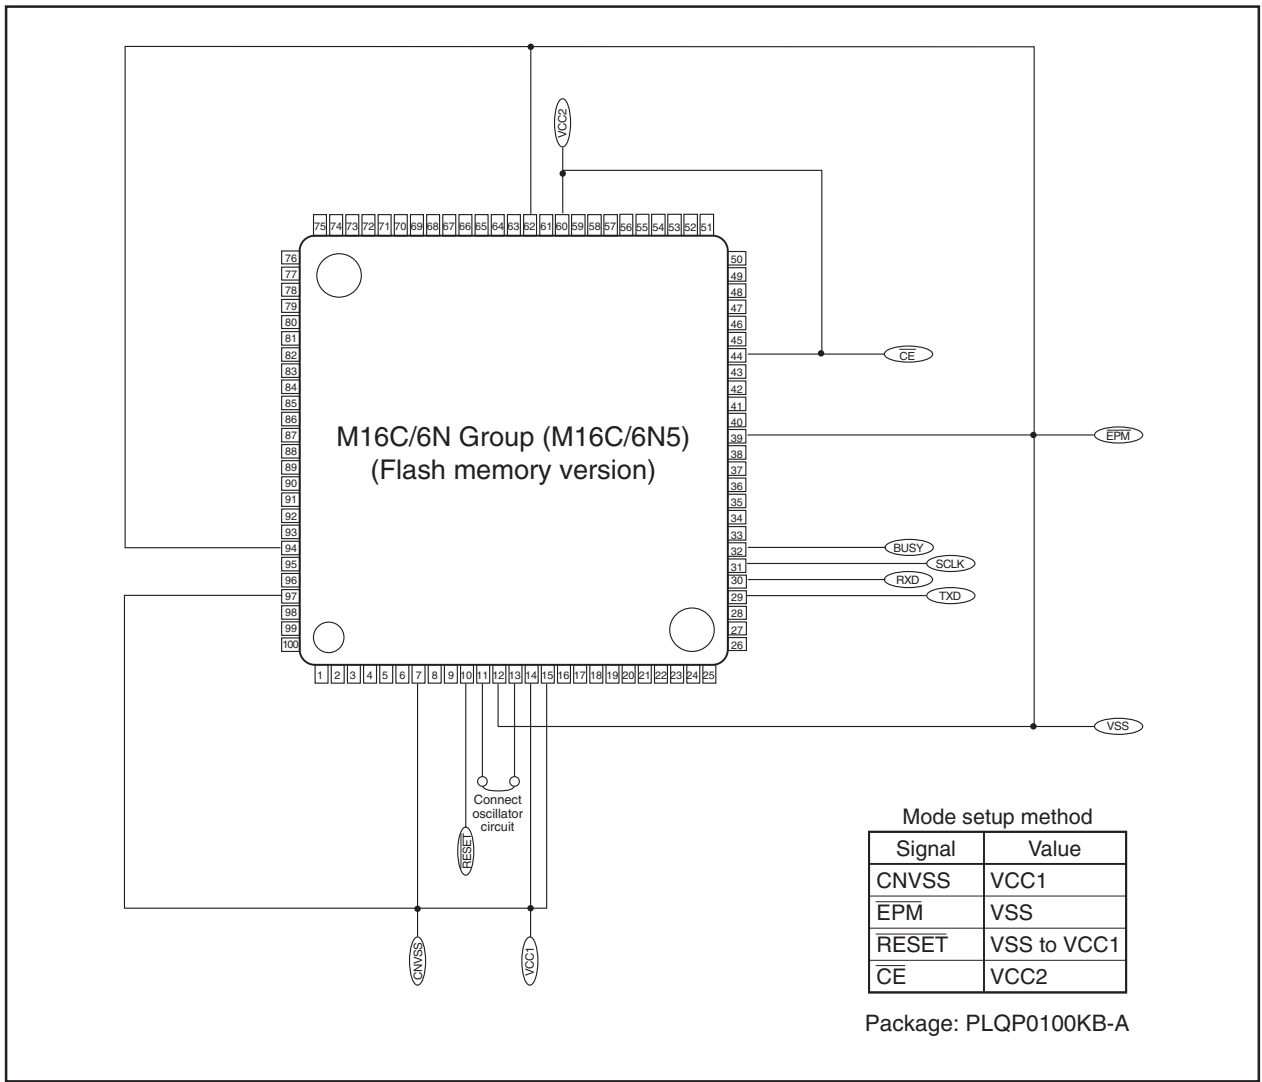 VCC2
75 74 73 72 71 70 69 68 67 66 65 64 63 62 61 60 59 58 57 56 55 54 53 52 51
76
77
78
79
80
81
82
83
84
85
86
87
88
89
90
91
92
93
94
95
96
97
98
99
100
M16C/6N Group (M16C/6N5)
(Flash memory version)
50
49
48
47
46
45
44
43
42
41
40
39
38
37
36
35
34
33
32
31
30
29
28
27
26
CE
EPM
BUSY
SCLK
RXD
TXD
1 2 3 4 5 6 7 8 9 10 11 12 13 14 15 16 17 18 19 20 21 22 23 24 25
VSS
Connect
oscillator
circuit
RESET
CNVSS
VCC1
Mode setup method
Signal Value
CNVSS VCC1
EPM VSS
RESET VSS to VCC1
CE VCC2
Package: PLQP0100KB-A